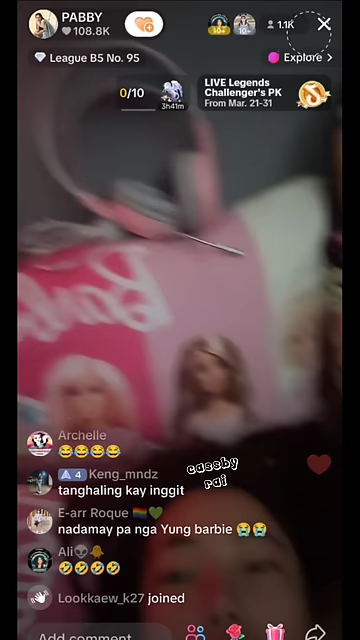 PABBY
108.8K
10+
10+
1.1K
League B5 No. 95
Explore >
0/10
3h41m
LIVE Legends
Challenger's PK
From Mar. 21-31
Barbie
Archelle
😂😂😂😂
4 Keng_mndz
tanghaling kay inggit
E-arr Roque 🏳️‍🌈💚
nadamay pa nga Yung barbie 😭😭
Ali👽🐥
🤣🤣🤣🤣
Lookkaew_k27 joined
cassby
rai
Add comment